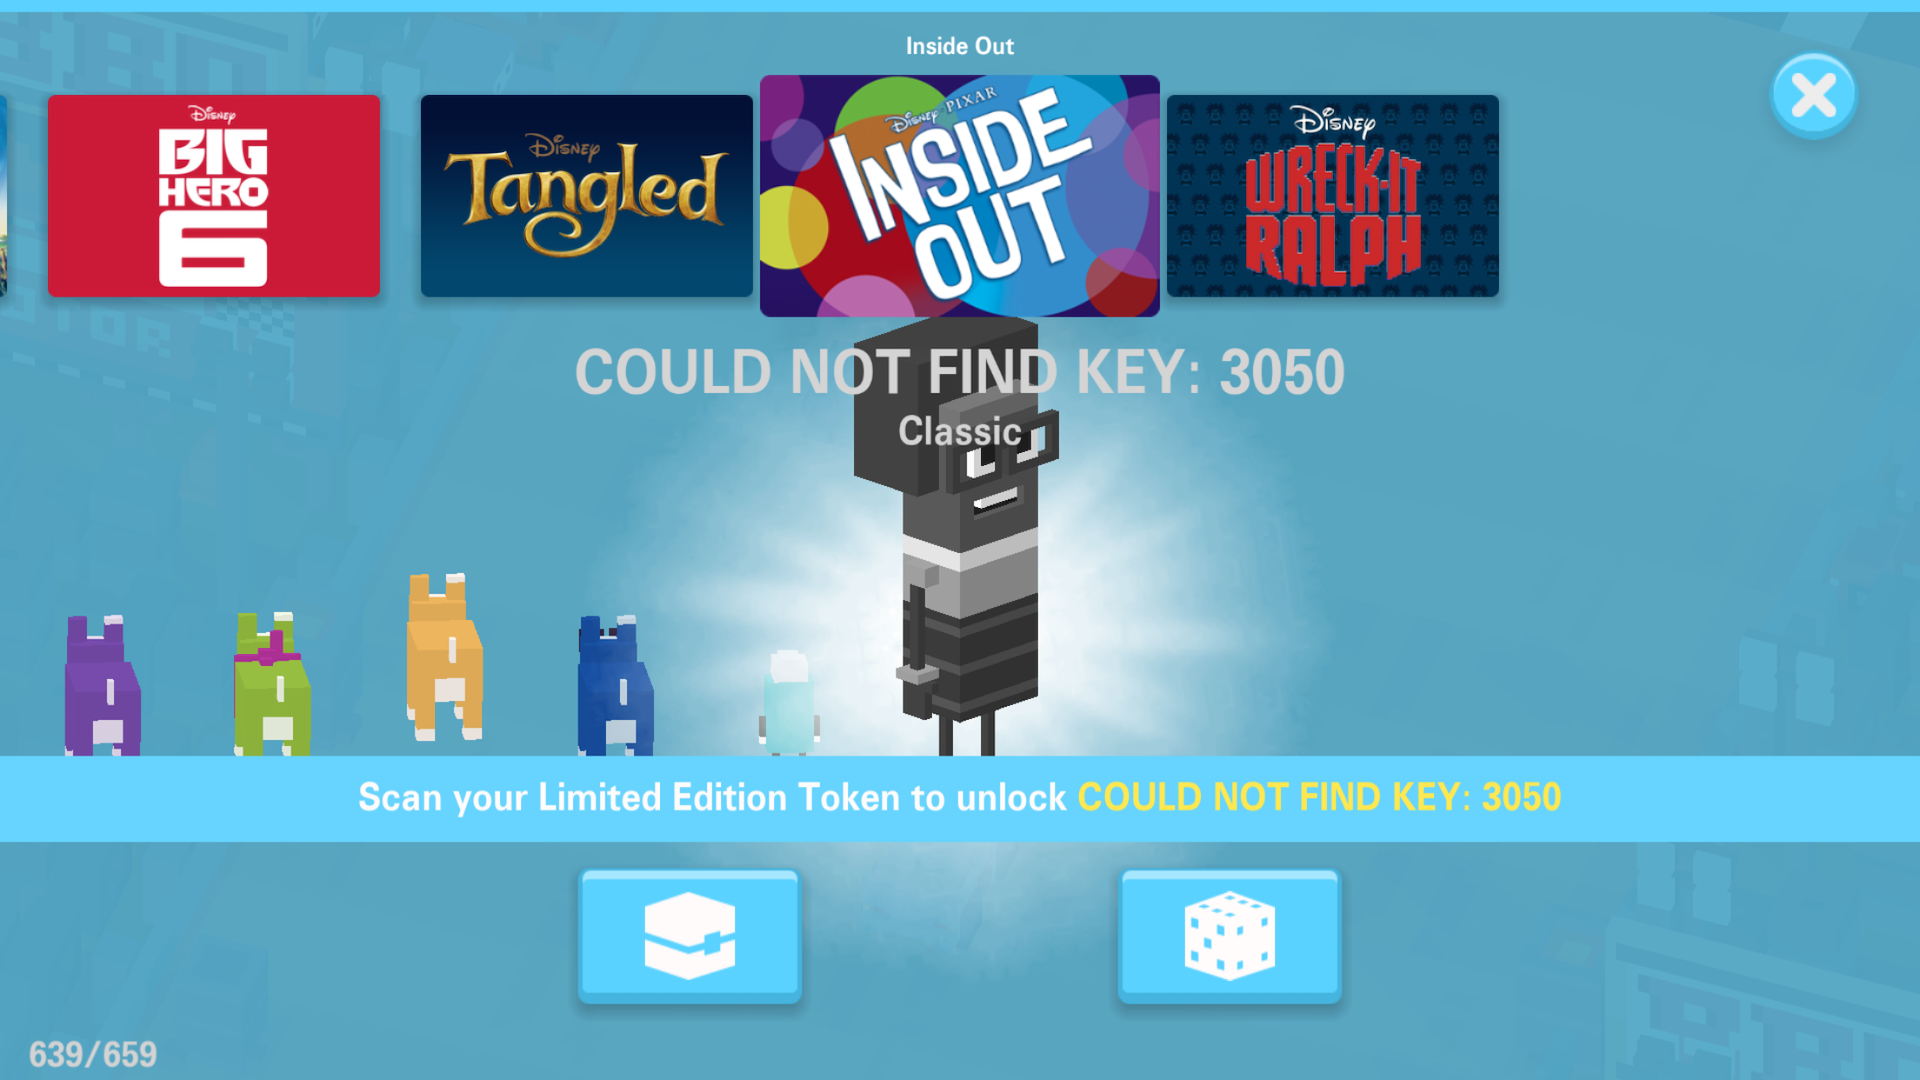 Inside Out
Disney
BIG
HERO
6
Disney
Tangled
Disney PIXAR
INSIDE
OUT
Disney
WRECK-IT
RALPH
COULD NOT FIND KEY: 3050
Classic
Scan your Limited Edition Token to unlock COULD NOT FIND KEY: 3050
639/659